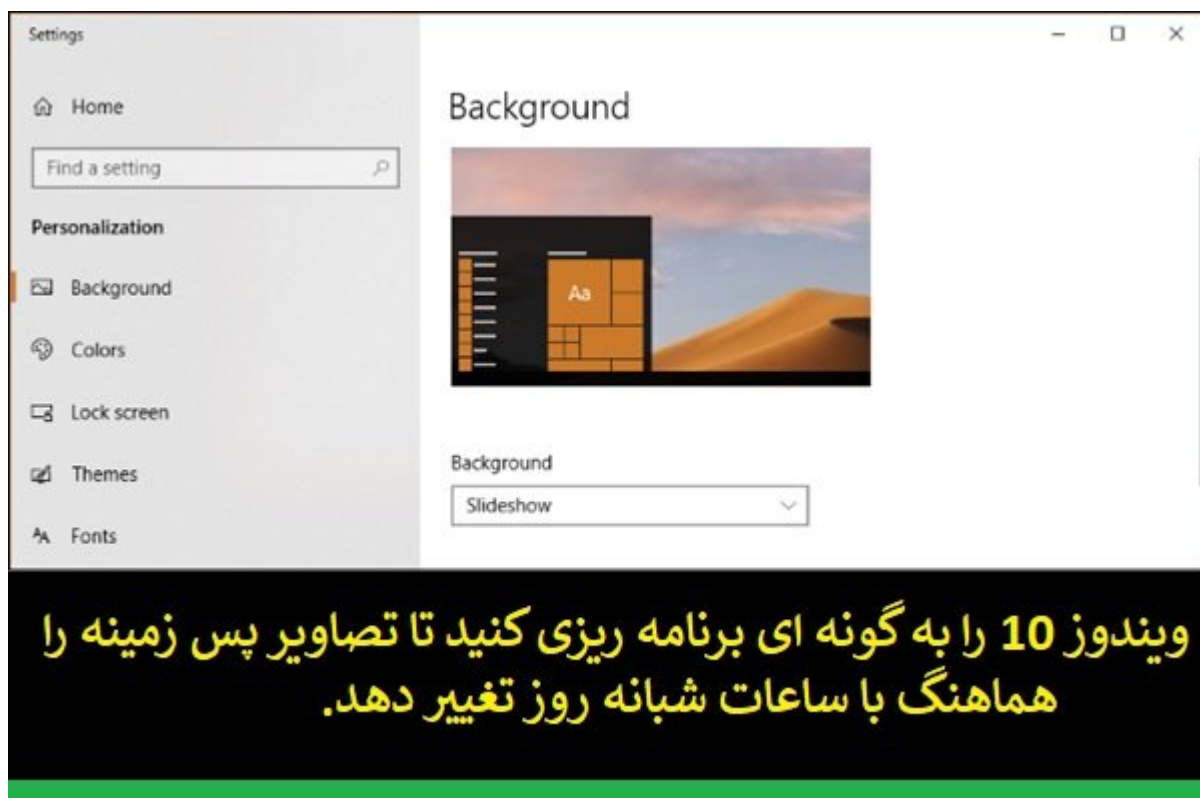 Settings
Home
Find a setting
Personalization
Background
Colors
Lock screen
Themes
Fonts
Background
Aa
Background
Slideshow
ویندوز 10 را به گونه ای برنامه ریزی کنید تا تصاویر پس زمینه را
هماهنگ با ساعات شبانه روز تغییر دهد.